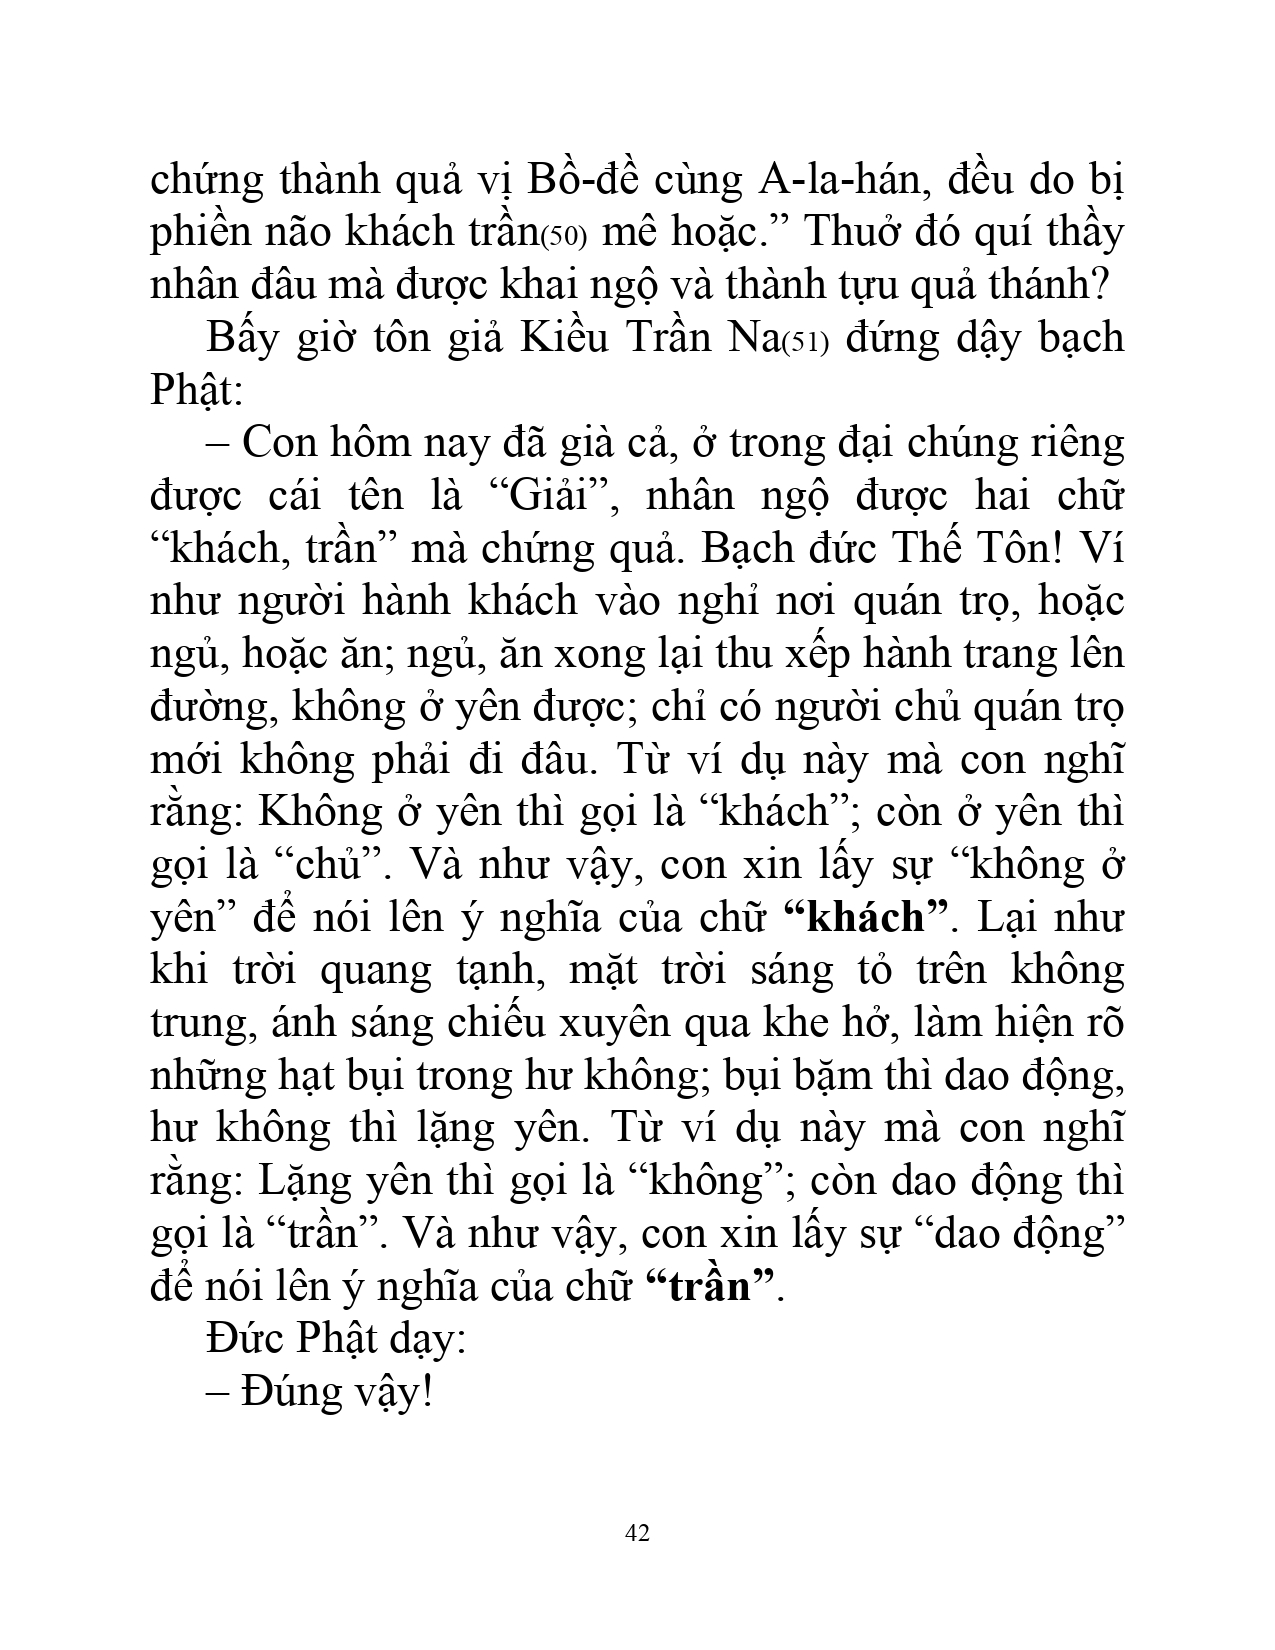 chứng thành quả vị Bồ-đề cùng A-la-hán, đều do bị
phiền não khách trần(50) mê hoặc.” Thuở đó quí thầy
nhân đâu mà được khai ngộ và thành tựu quả thánh?
Bấy giờ tôn giả Kiều Trần Na(51) đứng dậy bạch
Phật:
– Con hôm nay đã già cả, ở trong đại chúng riêng
được cái tên là “Giải”, nhân ngộ được hai chữ
“khách, trần” mà chứng quả. Bạch đức Thế Tôn! Ví
như người hành khách vào nghỉ nơi quán trọ, hoặc
ngủ, hoặc ăn; ngủ, ăn xong lại thu xếp hành trang lên
đường, không ở yên được; chỉ có người chủ quán trọ
mới không phải đi đâu. Từ ví dụ này mà con nghĩ
rằng: Không ở yên thì gọi là “khách”; còn ở yên thì
gọi là “chủ”. Và như vậy, con xin lấy sự “không ở
yên” để nói lên ý nghĩa của chữ “khách”. Lại như
khi trời quang tạnh, mặt trời sáng tỏ trên không
trung, ánh sáng chiếu xuyên qua khe hở, làm hiện rõ
những hạt bụi trong hư không; bụi bặm thì dao động,
hư không thì lặng yên. Từ ví dụ này mà con nghĩ
rằng: Lặng yên thì gọi là “không”; còn dao động thì
gọi là “trần”. Và như vậy, con xin lấy sự “dao động”
để nói lên ý nghĩa của chữ “trần”.
Đức Phật dạy:
– Đúng vậy!
42